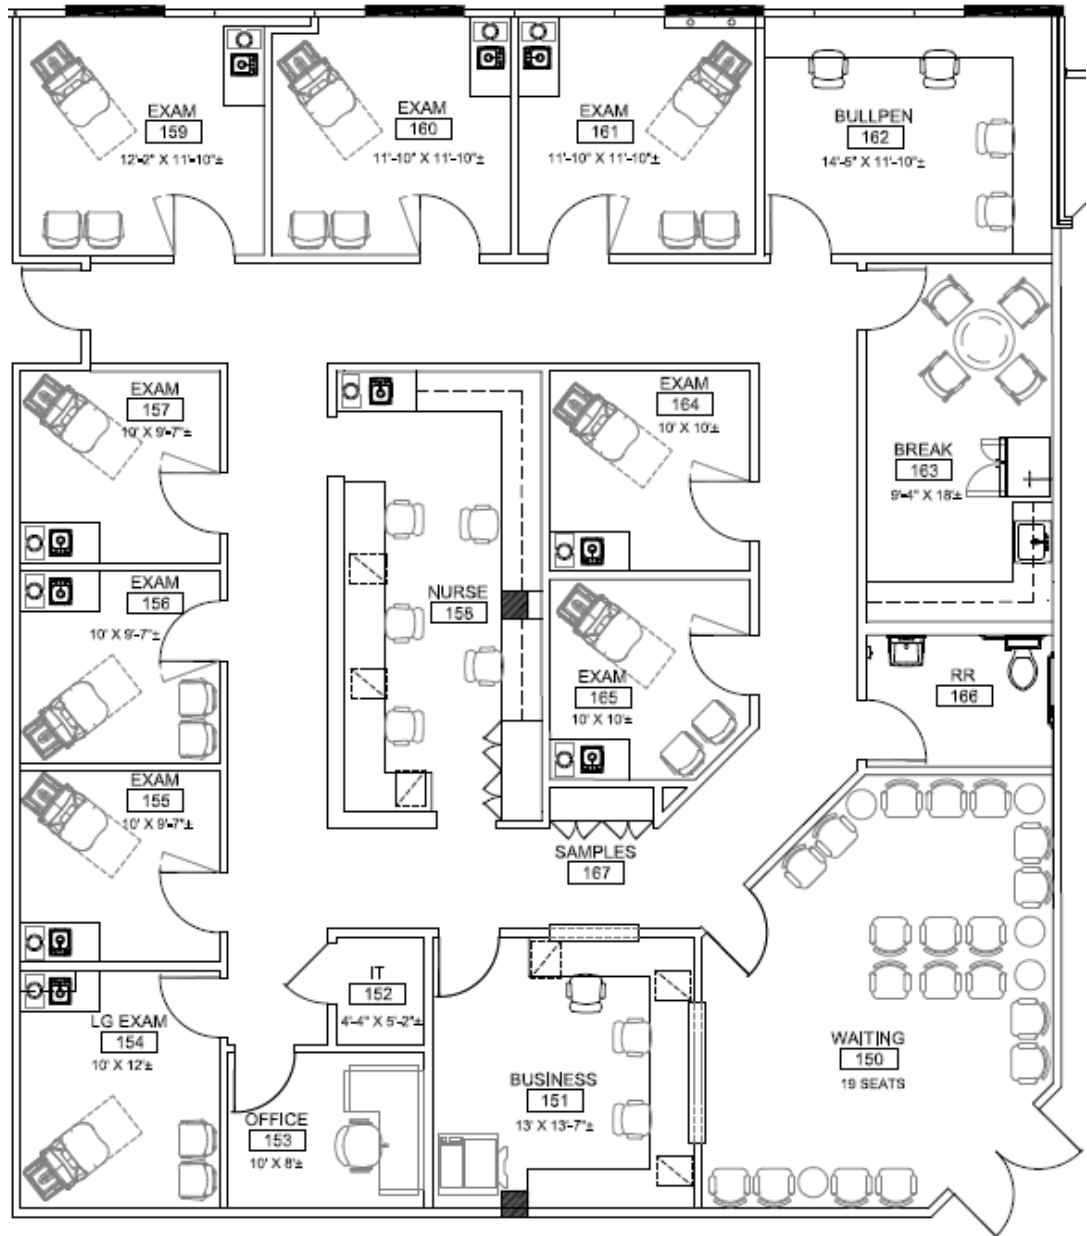 EXAM
159
12'-2" X 11'-10"±
EXAM
160
11'-10" X 11'-10"±
EXAM
161
11'-10" X 11'-10"±
BULLPEN
162
14'-5" X 11'-10"±
EXAM
157
10' X 9'-7"±
EXAM
164
10' X 10'±
BREAK
163
9'-4" X 18'±
EXAM
156
10' X 9'-7"±
NURSE
158
EXAM
165
10' X 10'±
RR
166
EXAM
155
10' X 9'-7"±
SAMPLES
167
IT
152
4'-4" X 5'-2"±
LG EXAM
154
10' X 12'±
WAITING
150
19 SEATS
BUSINESS
151
13' X 13'-7"±
OFFICE
153
10' X 8'±